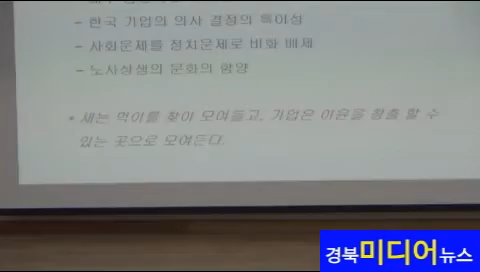 - 한국 기업의 의사 결정의 특이성
- 사회문제를 정치문제로 비화 배제
- 노사상생의 문화의 함양
* 새는 먹이를 찾아 모여들고, 기업은 이윤을 창출 할 수
있는 곳으로 모여든다.
경북미디어뉴스